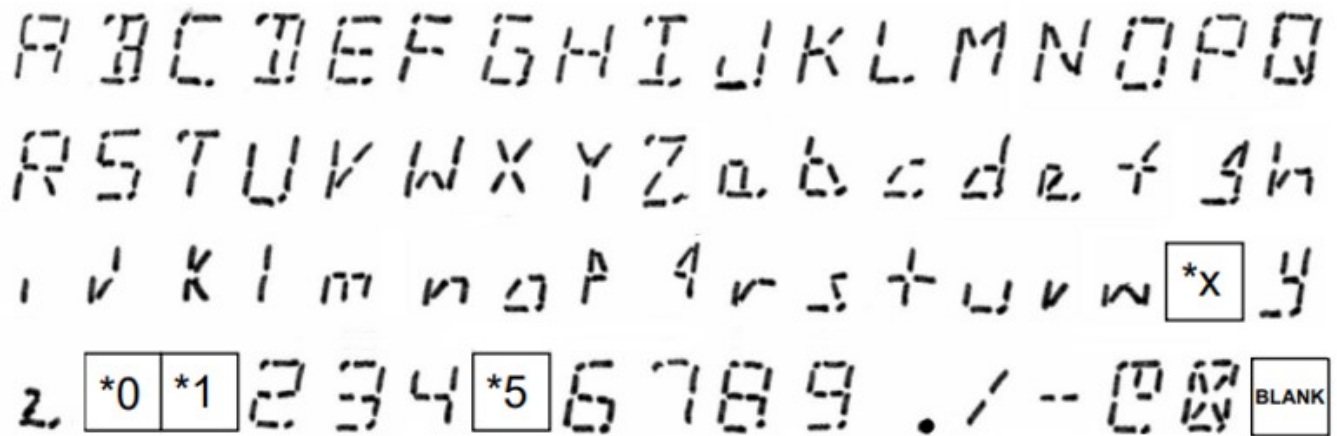 A B C D E F G H I J K L M N O P Q
R S T U V W X Y Z a b c d e f g h
i j k l m n o p q r s t u v w *x y
z *0 *1 2 3 4 *5 6 7 8 9 . / - @ BLANK